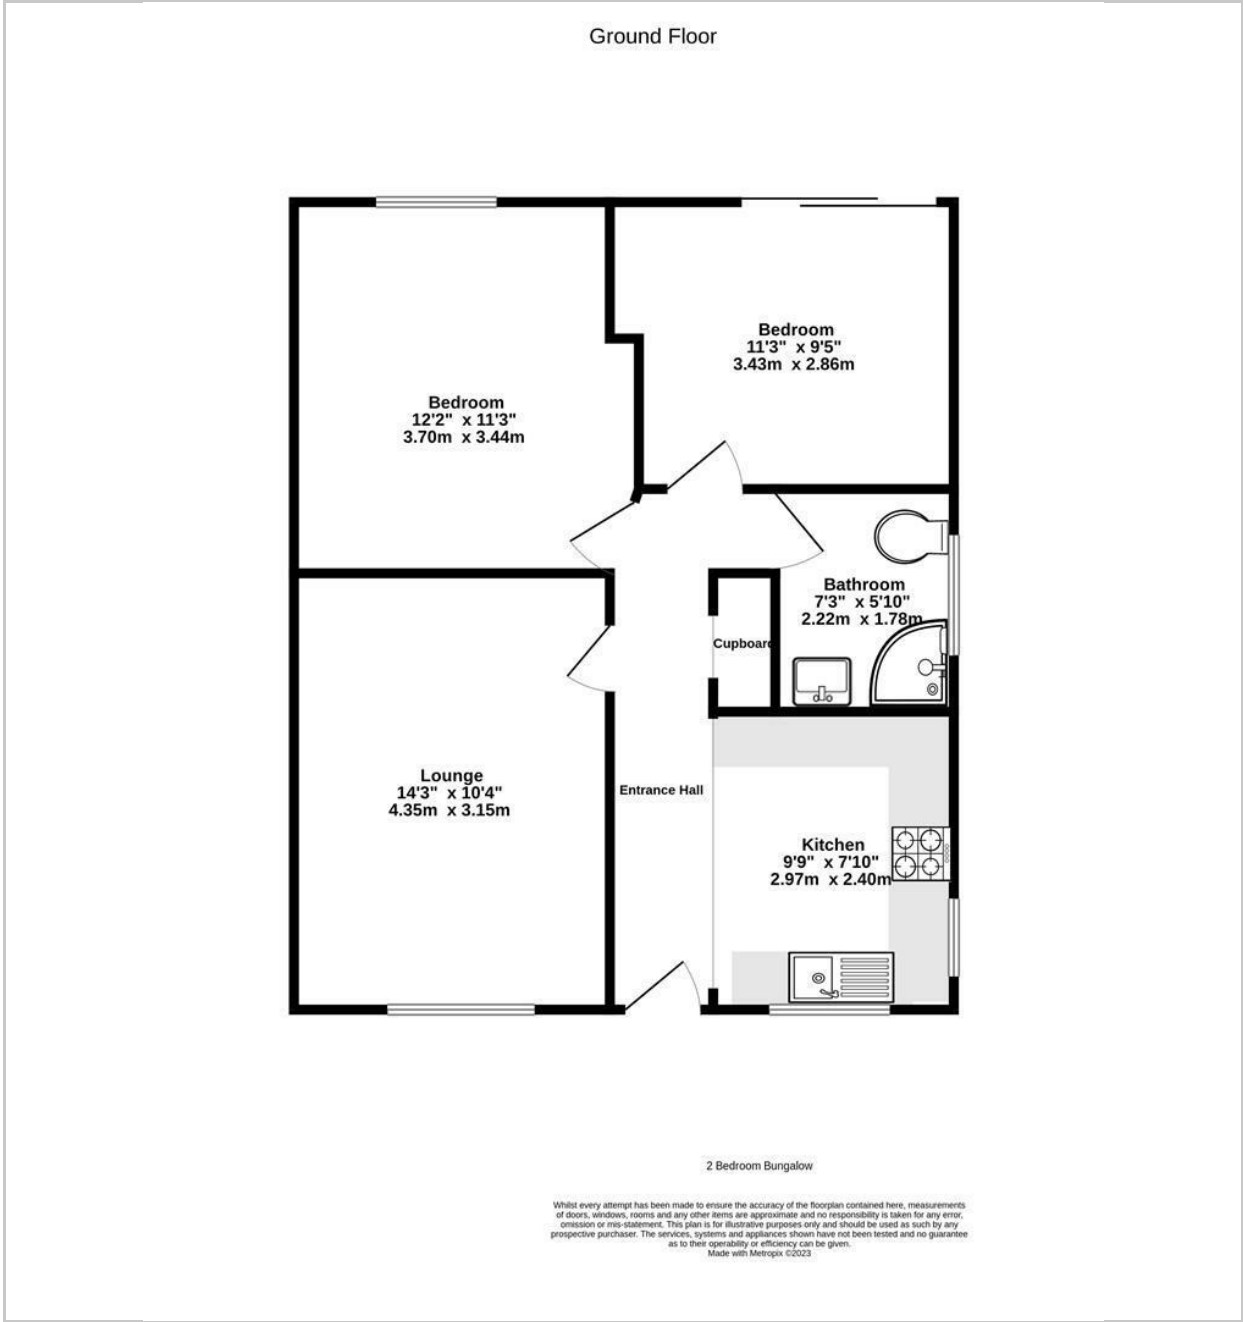 Ground Floor
Bedroom
11'3" x 9'5"
3.43m x 2.86m
Bedroom
12'2" x 11'3"
3.70m x 3.44m
Bathroom
7'3" x 5'10"
2.22m x 1.78m
Cupboard
Lounge
14'3" x 10'4"
4.35m x 3.15m
Entrance Hall
Kitchen
9'9" x 7'10"
2.97m x 2.40m
2 Bedroom Bungalow
Whilst every attempt has been made to ensure the accuracy of the floorplan contained here, measurements
of doors, windows, rooms and any other items are approximate and no responsibility is taken for any error,
omission or mis-statement. This plan is for illustrative purposes only and should be used as such by any
prospective purchaser. The services, systems and appliances shown have not been tested and no guarantee
as to their operability or efficiency can be given.
Made with Metropix ©2023